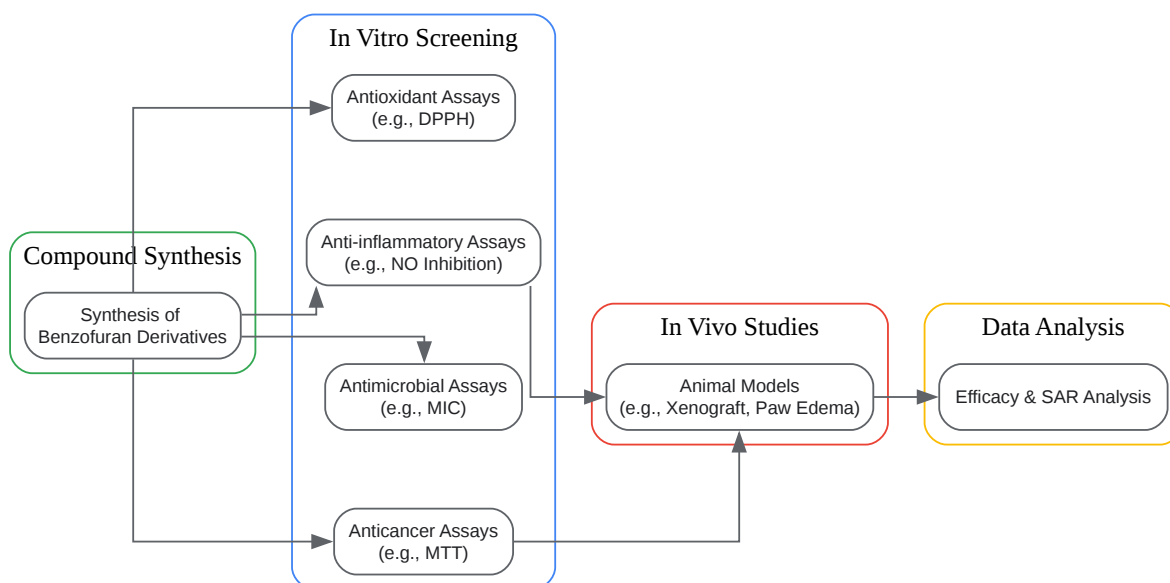 In Vitro Screening
Antioxidant Assays
(e.g., DPPH)
Anti-inflammatory Assays
(e.g., NO Inhibition)
Compound Synthesis
Synthesis of
Benzofuran Derivatives
Antimicrobial Assays
(e.g., MIC)
Anticancer Assays
(e.g., MTT)
In Vivo Studies
Animal Models
(e.g., Xenograft, Paw Edema)
Data Analysis
Efficacy & SAR Analysis